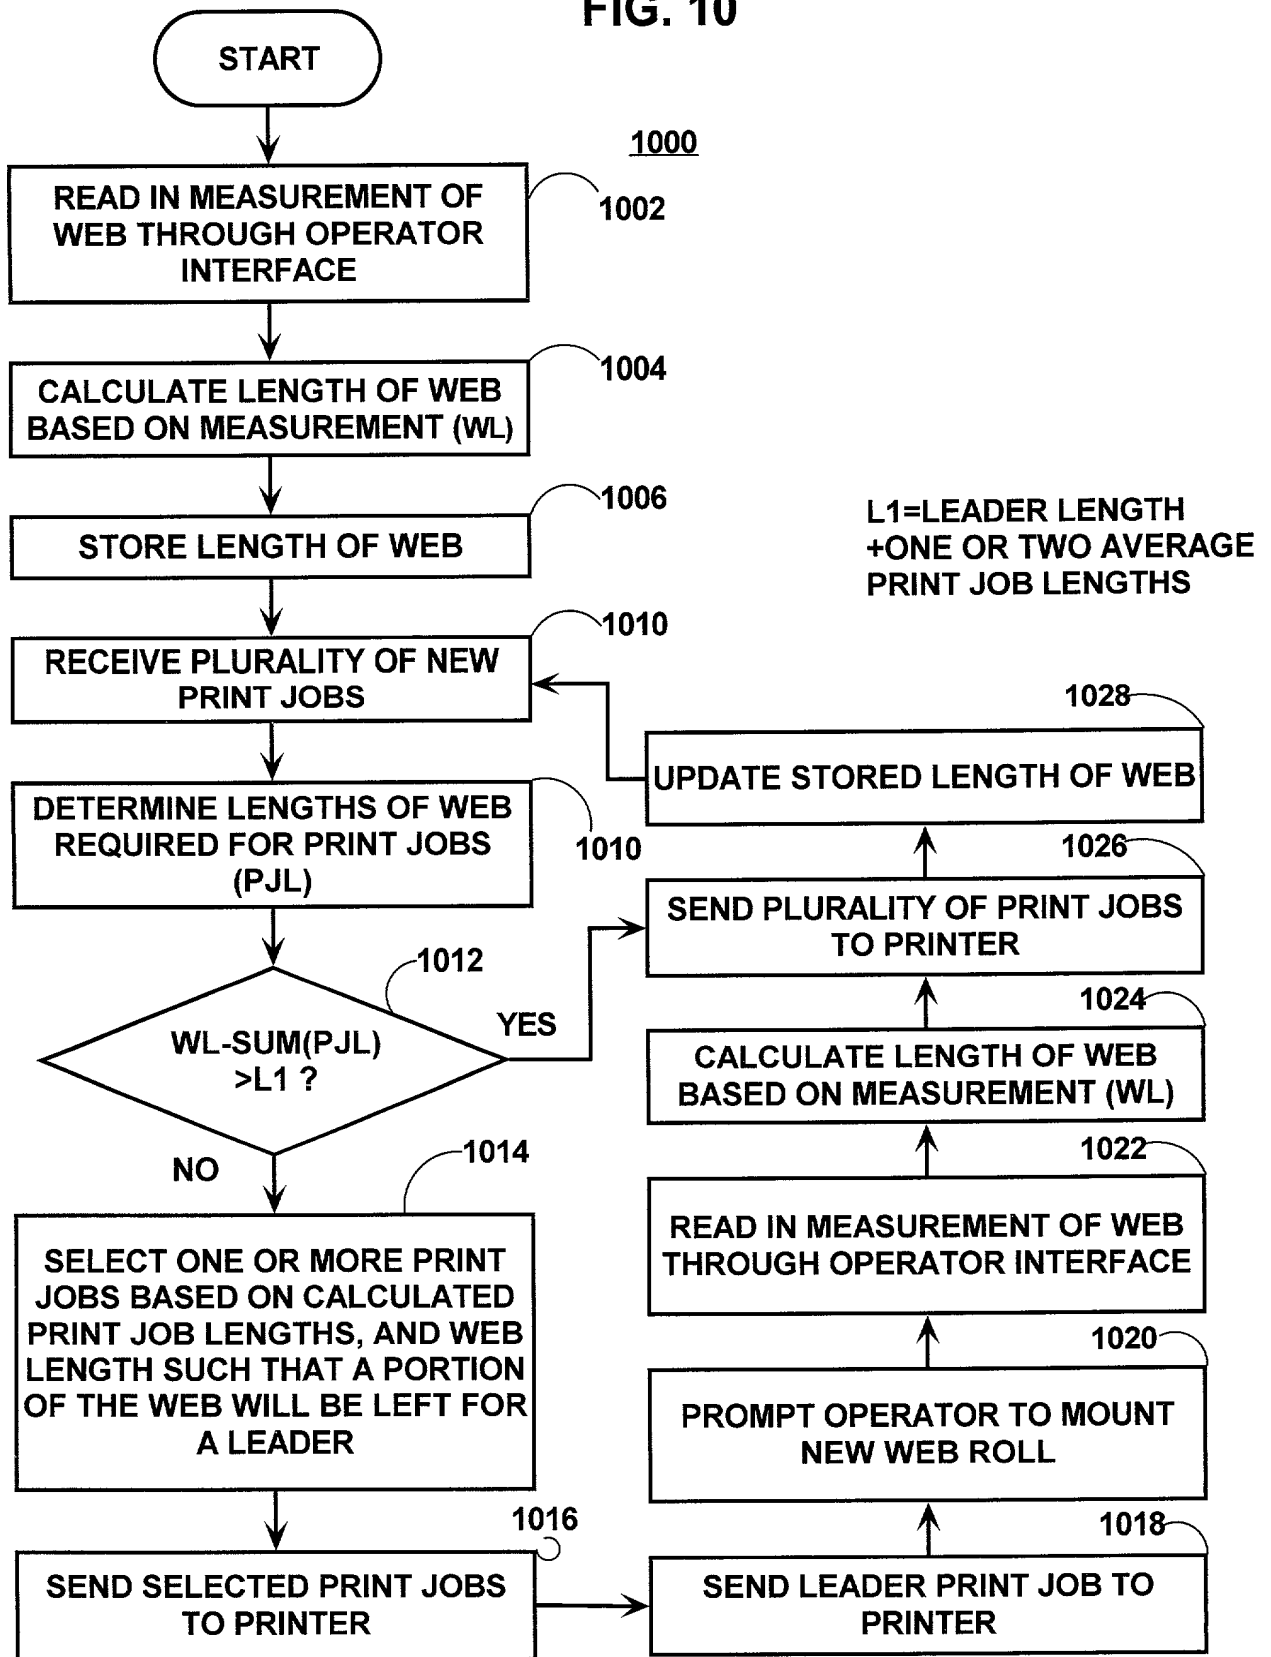 FIG. 10
START
1000
READ IN MEASUREMENT OF
WEB THROUGH OPERATOR
INTERFACE
1002
CALCULATE LENGTH OF WEB
BASED ON MEASUREMENT (WL)
1004
STORE LENGTH OF WEB
1006
L1=LEADER LENGTH
+ONE OR TWO AVERAGE
PRINT JOB LENGTHS
RECEIVE PLURALITY OF NEW
PRINT JOBS
1010
DETERMINE LENGTHS OF WEB
REQUIRED FOR PRINT JOBS
(PJL)
1010
WL-SUM(PJL)
>L1 ?
1012
YES
NO
SELECT ONE OR MORE PRINT
JOBS BASED ON CALCULATED
PRINT JOB LENGTHS, AND WEB
LENGTH SUCH THAT A PORTION
OF THE WEB WILL BE LEFT FOR
A LEADER
1014
SEND SELECTED PRINT JOBS
TO PRINTER
1016
1028
UPDATE STORED LENGTH OF WEB
1026
SEND PLURALITY OF PRINT JOBS
TO PRINTER
1024
CALCULATE LENGTH OF WEB
BASED ON MEASUREMENT (WL)
1022
READ IN MEASUREMENT OF WEB
THROUGH OPERATOR INTERFACE
1020
PROMPT OPERATOR TO MOUNT
NEW WEB ROLL
1018
SEND LEADER PRINT JOB TO
PRINTER